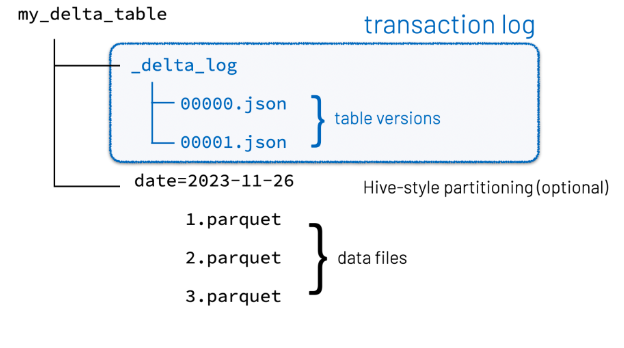 my_delta_table
transaction log
_delta_log
00000.json
00001.json
table versions
date=2023-11-26
Hive-style partitioning (optional)
1.parquet
2.parquet
3.parquet
data files